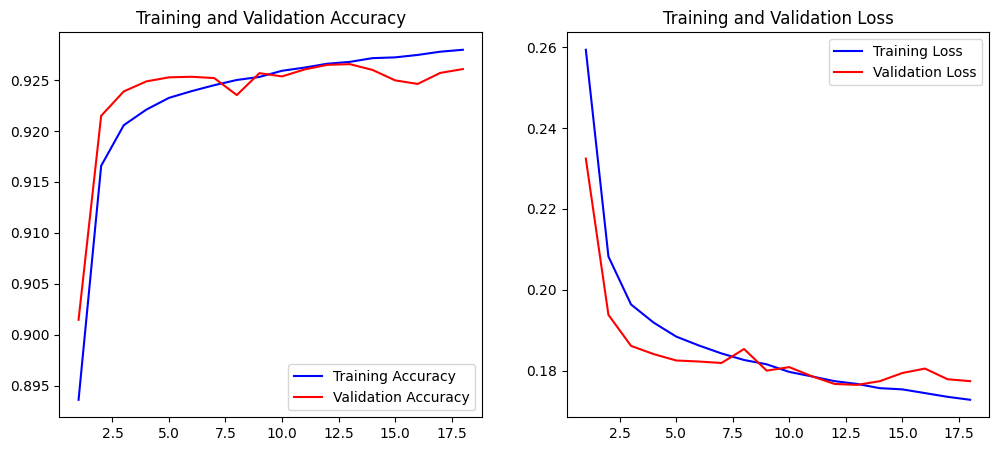 Training and Validation Accuracy
0.925
0.920
0.915
0.910
0.905
0.900
0.895
2.5 5.0 7.5 10.0 12.5 15.0 17.5
Training Accuracy
Validation Accuracy
Training and Validation Loss
0.26
0.24
0.22
0.20
0.18
2.5 5.0 7.5 10.0 12.5 15.0 17.5
Training Loss
Validation Loss